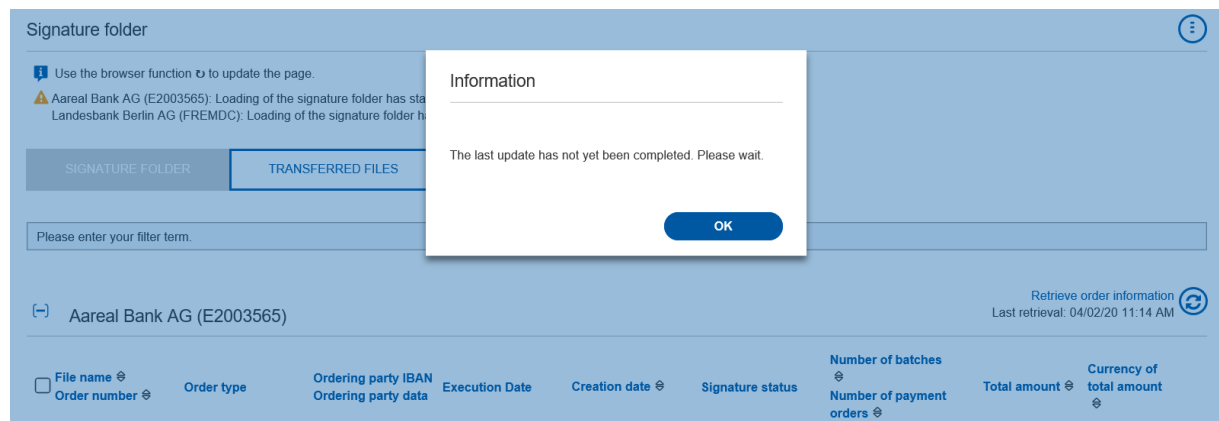 Signature folder
Use the browser function ↻ to update the page.
Aareal Bank AG (E2003565): Loading of the signature folder has sta
Landesbank Berlin AG (FREMDC): Loading of the signature folder h
Information
The last update has not yet been completed. Please wait.
OK
SIGNATURE FOLDER
TRANSFERRED FILES
Please enter your filter term.
Aareal Bank AG (E2003565)
Retrieve order information
Last retrieval: 04/02/20 11:14 AM
File name
Order number
Order type
Ordering party IBAN
Ordering party data
Execution Date
Creation date
Signature status
Number of batches
Number of payment
orders
Total amount
Currency of
total amount